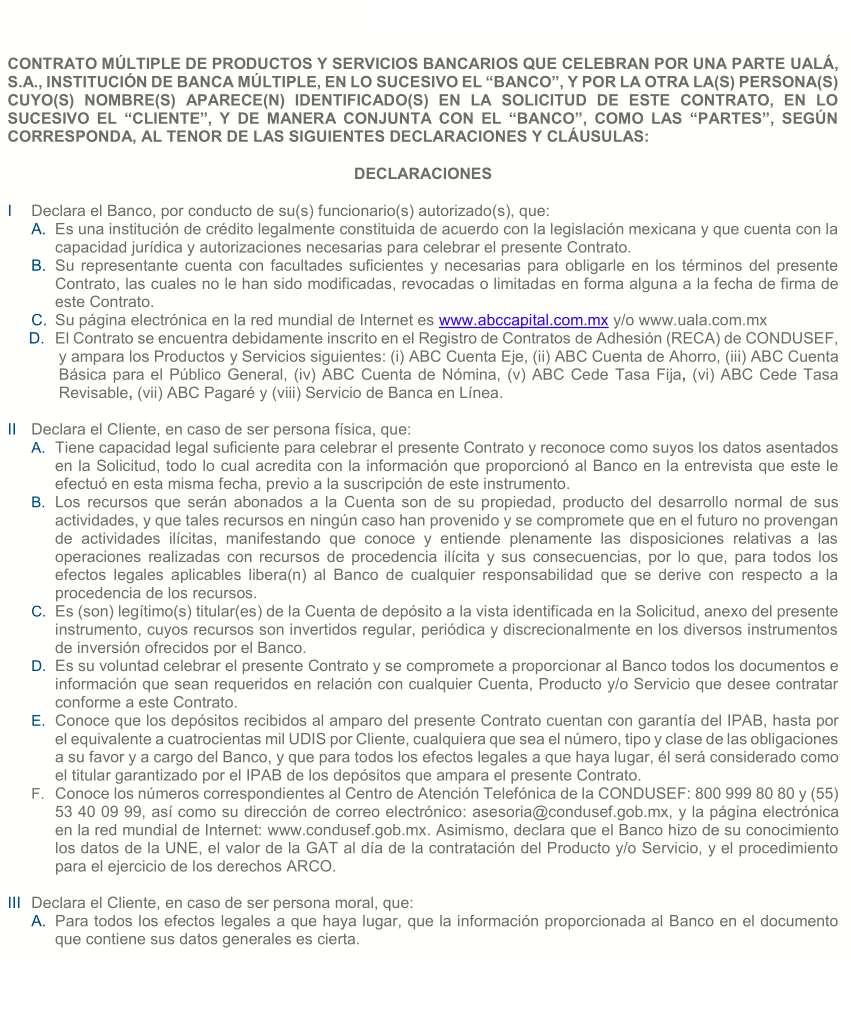 CONTRATO MÚLTIPLE DE PRODUCTOS Y SERVICIOS BANCARIOS QUE CELEBRAN POR UNA PARTE UALÁ,
S.A., INSTITUCIÓN DE BANCA MÚLTIPLE, EN LO SUCESIVO EL “BANCO”, Y POR LA OTRA LA(S) PERSONA(S)
CUYO(S) NOMBRE(S) APARECE(N) IDENTIFICADO(S) EN LA SOLICITUD DE ESTE CONTRATO, EN LO
SUCESIVO EL “CLIENTE”, Y DE MANERA CONJUNTA CON EL “BANCO”, COMO LAS “PARTES”, SEGÚN
CORRESPONDA, AL TENOR DE LAS SIGUIENTES DECLARACIONES Y CLÁUSULAS:
DECLARACIONES
I Declara el Banco, por conducto de su(s) funcionario(s) autorizado(s), que:
A. Es una institución de crédito legalmente constituida de acuerdo con la legislación mexicana y que cuenta con la
capacidad jurídica y autorizaciones necesarias para celebrar el presente Contrato.
B. Su representante cuenta con facultades suficientes y necesarias para obligarle en los términos del presente
Contrato, las cuales no le han sido modificadas, revocadas o limitadas en forma alguna a la fecha de firma de
este Contrato.
C. Su página electrónica en la red mundial de Internet es www.abccapital.com.mx y/o www.uala.com.mx
D. El Contrato se encuentra debidamente inscrito en el Registro de Contratos de Adhesión (RECA) de CONDUSEF,
y ampara los Productos y Servicios siguientes: (i) ABC Cuenta Eje, (ii) ABC Cuenta de Ahorro, (iii) ABC Cuenta
Básica para el Público General, (iv) ABC Cuenta de Nómina, (v) ABC Cede Tasa Fija, (vi) ABC Cede Tasa
Revisable, (vii) ABC Pagaré y (viii) Servicio de Banca en Línea.
II Declara el Cliente, en caso de ser persona física, que:
A. Tiene capacidad legal suficiente para celebrar el presente Contrato y reconoce como suyos los datos asentados
en la Solicitud, todo lo cual acredita con la información que proporcionó al Banco en la entrevista que este le
efectuó en esta misma fecha, previo a la suscripción de este instrumento.
B. Los recursos que serán abonados a la Cuenta son de su propiedad, producto del desarrollo normal de sus
actividades, y que tales recursos en ningún caso han provenido y se compromete que en el futuro no provengan
de actividades ilícitas, manifestando que conoce y entiende plenamente las disposiciones relativas a las
operaciones realizadas con recursos de procedencia ilícita y sus consecuencias, por lo que, para todos los
efectos legales aplicables libera(n) al Banco de cualquier responsabilidad que se derive con respecto a la
procedencia de los recursos.
C. Es (son) legítimo(s) titular(es) de la Cuenta de depósito a la vista identificada en la Solicitud, anexo del presente
instrumento, cuyos recursos son invertidos regular, periódica y discrecionalmente en los diversos instrumentos
de inversión ofrecidos por el Banco.
D. Es su voluntad celebrar el presente Contrato y se compromete a proporcionar al Banco todos los documentos e
información que sean requeridos en relación con cualquier Cuenta, Producto y/o Servicio que desee contratar
conforme a este Contrato.
E. Conoce que los depósitos recibidos al amparo del presente Contrato cuentan con garantía del IPAB, hasta por
el equivalente a cuatrocientas mil UDIS por Cliente, cualquiera que sea el número, tipo y clase de las obligaciones
a su favor y a cargo del Banco, y que para todos los efectos legales a que haya lugar, él será considerado como
el titular garantizado por el IPAB de los depósitos que ampara el presente Contrato.
F. Conoce los números correspondientes al Centro de Atención Telefónica de la CONDUSEF: 800 999 80 80 y (55)
53 40 09 99, así como su dirección de correo electrónico: asesoria@condusef.gob.mx, y la página electrónica
en la red mundial de Internet: www.condusef.gob.mx. Asimismo, declara que el Banco hizo de su conocimiento
los datos de la UNE, el valor de la GAT al día de la contratación del Producto y/o Servicio, y el procedimiento
para el ejercicio de los derechos ARCO.
III Declara el Cliente, en caso de ser persona moral, que:
A. Para todos los efectos legales a que haya lugar, que la información proporcionada al Banco en el documento
que contiene sus datos generales es cierta.